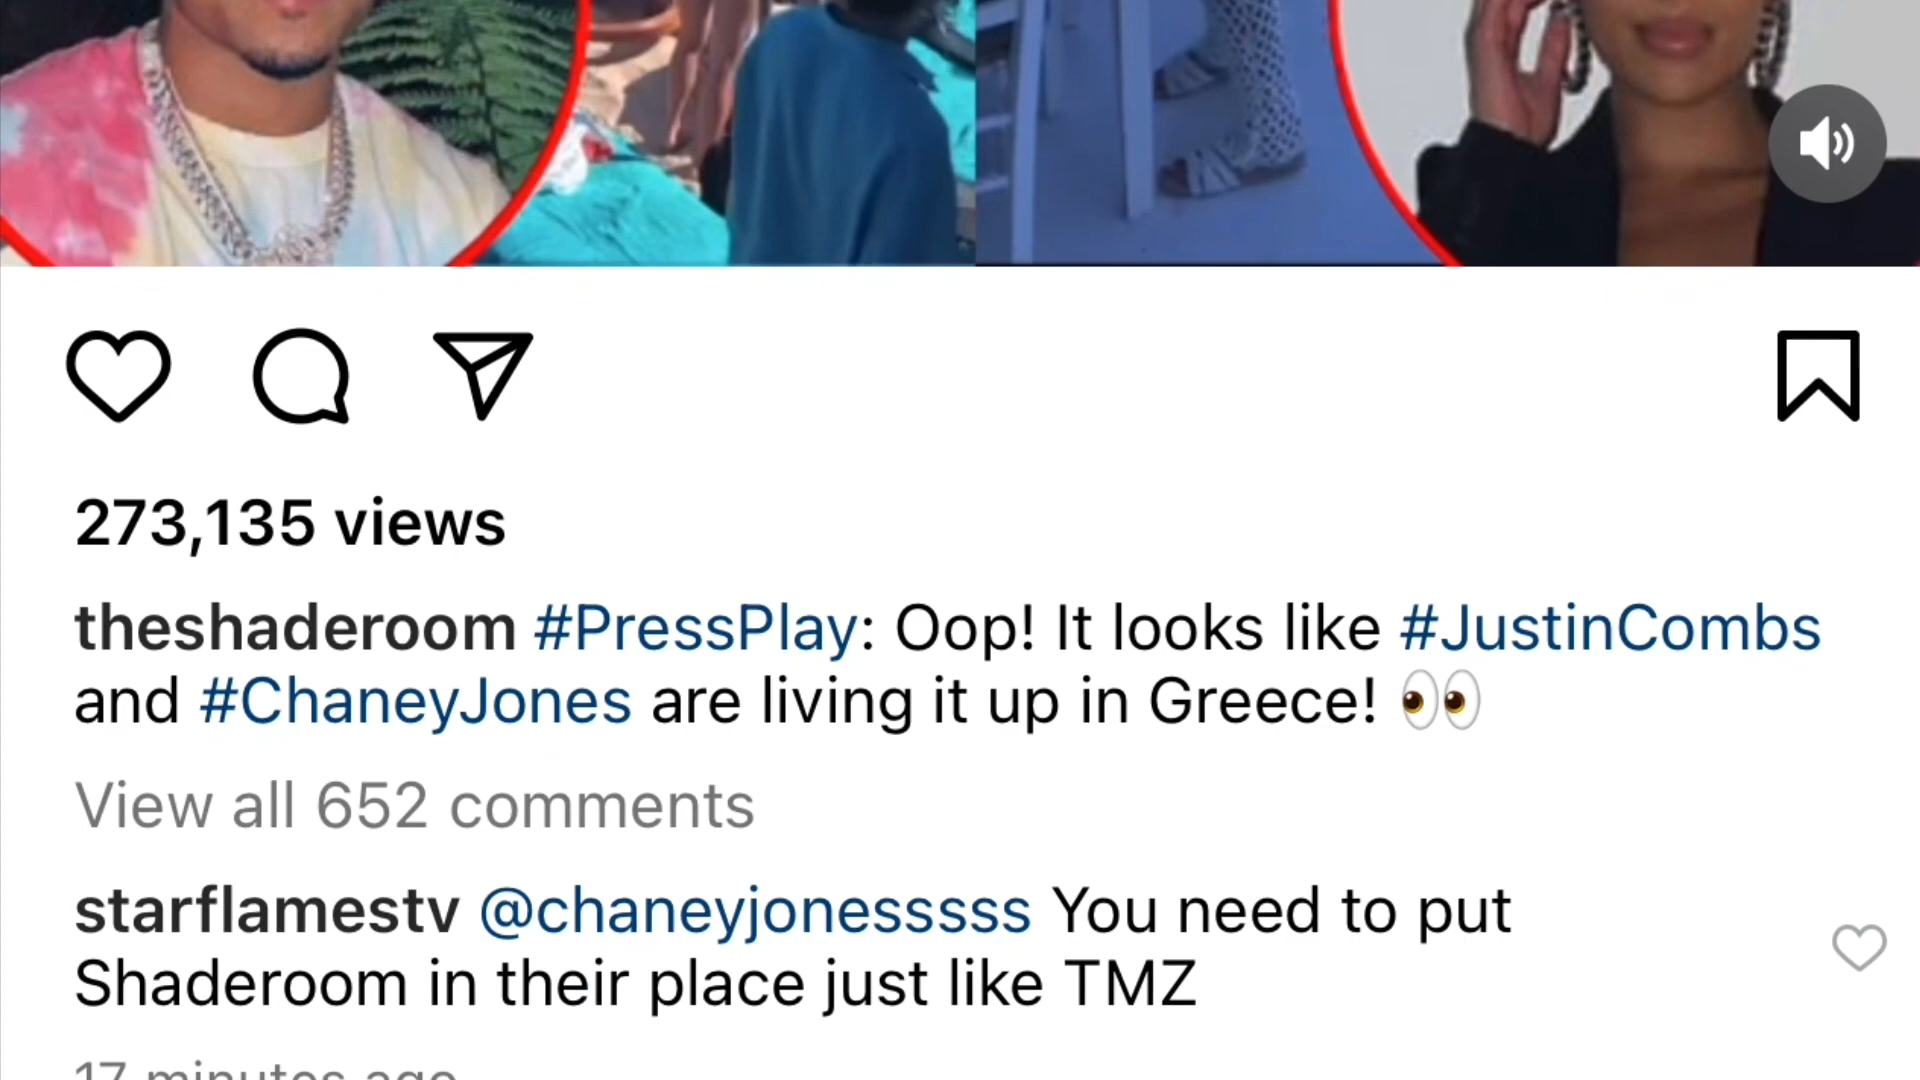 273,135 views
theshaderoom #PressPlay: Oop! It looks like #JustinCombs
and #ChaneyJones are living it up in Greece! 👀
View all 652 comments
starflamestv @chaneyjonesssss You need to put
Shaderoom in their place just like TMZ
17 minutes ago